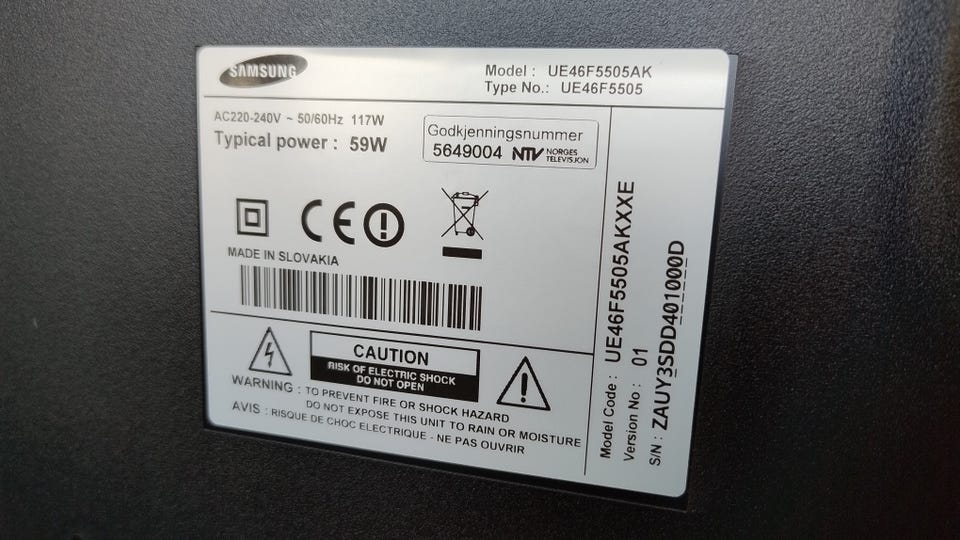 SAMSUNG
Model : UE46F5505AK
Type No.: UE46F5505
AC220-240V ~ 50/60Hz 117W
Typical power : 59W
Godkjenningsnummer
5649004 NTV NORGES TELEVISJON
CE
MADE IN SLOVAKIA
CAUTION
RISK OF ELECTRIC SHOCK
DO NOT OPEN
WARNING : TO PREVENT FIRE OR SHOCK HAZARD
DO NOT EXPOSE THIS UNIT TO RAIN OR MOISTURE
AVIS : RISQUE DE CHOC ELECTRIQUE - NE PAS OUVRIR
Model Code : UE46F5505AKXXE
Version No : 01
S/N : ZAUY3SDD401000D